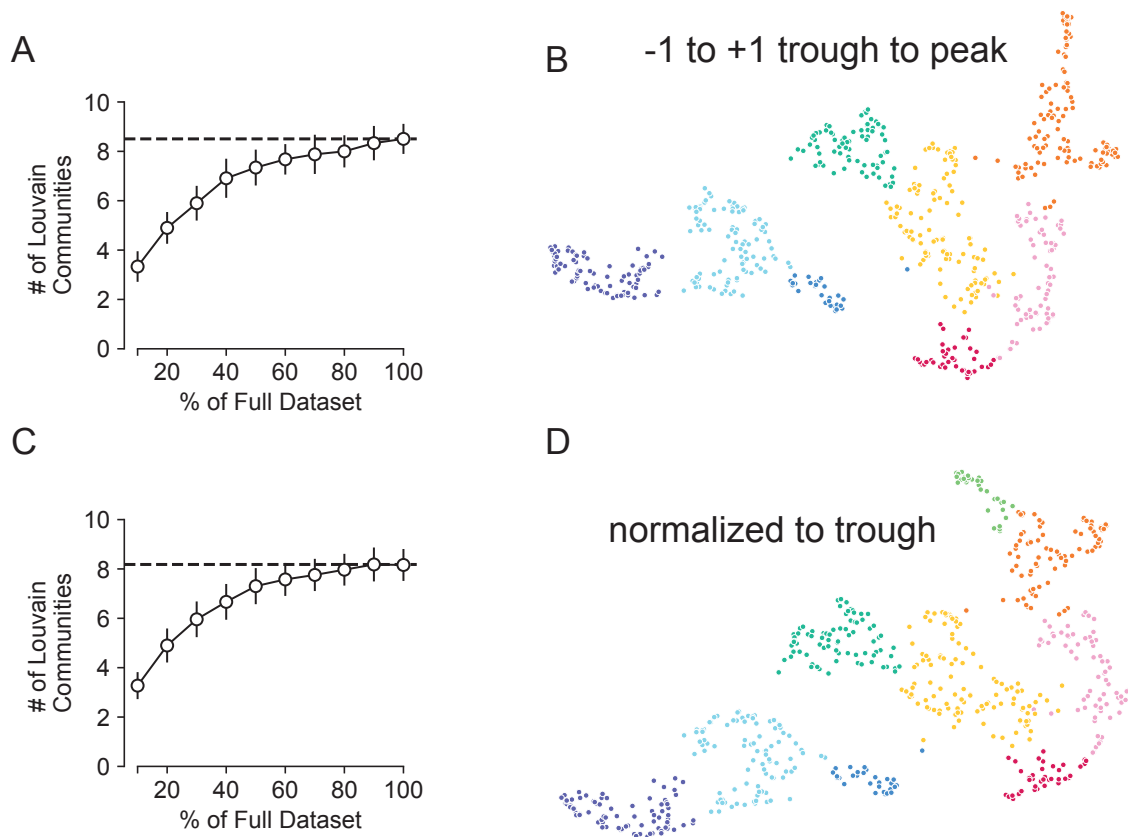 A
# of Louvain
Communities
10
8
6
4
2
0
20 40 60 80 100
% of Full Dataset
B
-1 to +1 trough to peak
C
# of Louvain
Communities
10
8
6
4
2
0
20 40 60 80 100
% of Full Dataset
D
normalized to trough